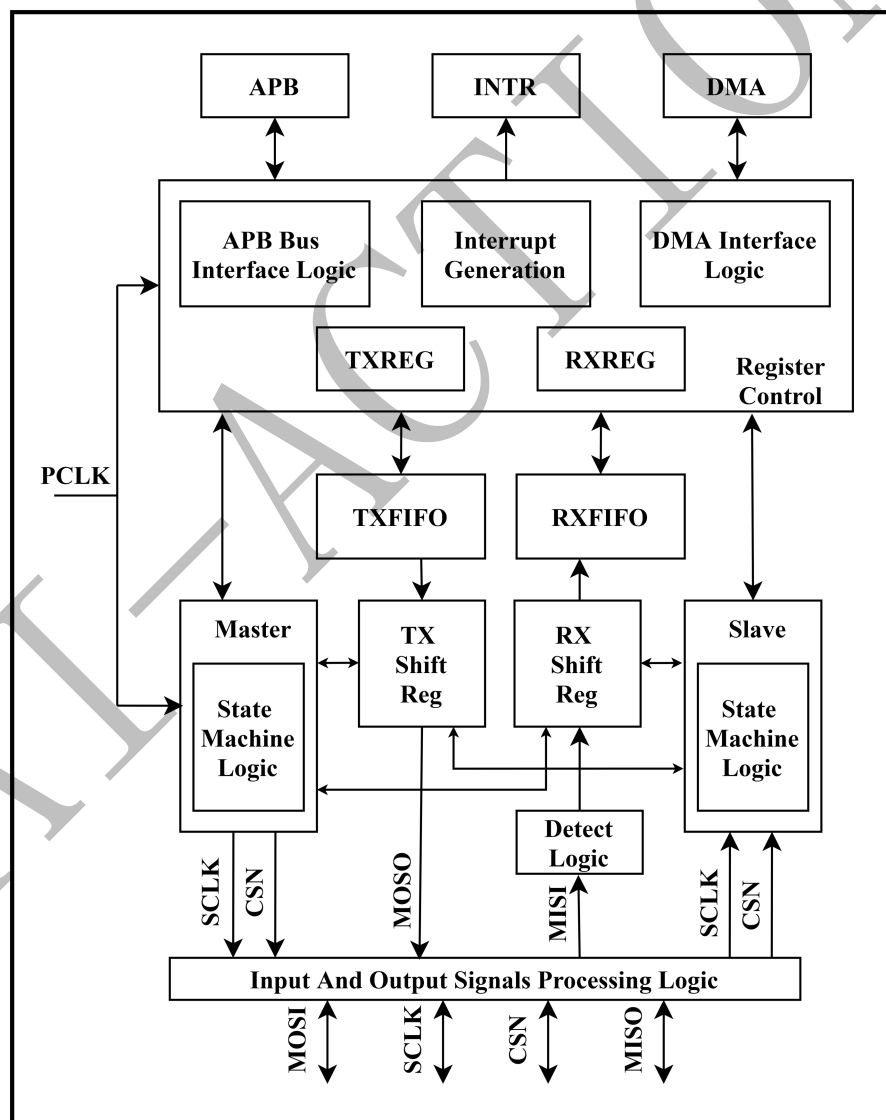 APB
INTR
DMA
APB Bus
Interface Logic
Interrupt
Generation
DMA Interface
Logic
TXREG
RXREG
Register
Control
PCLK
TXFIFO
RXFIFO
Master
TX
Shift
Reg
RX
Shift
Reg
Slave
State
Machine
Logic
State
Machine
Logic
Detect
Logic
SCLK
CSN
MOSO
MISI
SCLK
CSN
Input And Output Signals Processing Logic
MOSI
SCLK
CSN
MISO